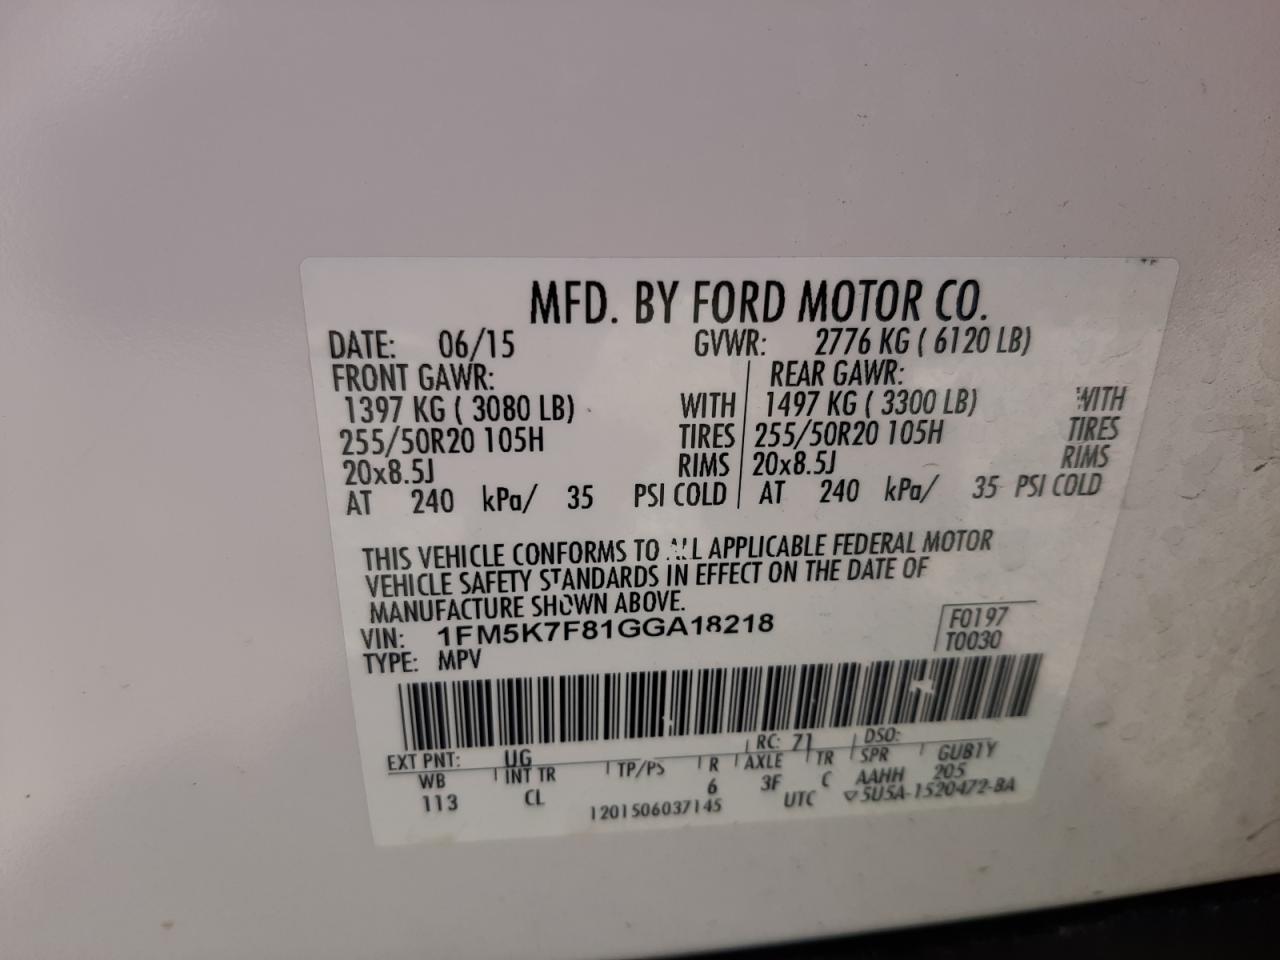 MFD. BY FORD MOTOR CO.
DATE: 06/15 GVWR: 2776 KG ( 6120 LB)
FRONT GAWR: REAR GAWR:
1397 KG ( 3080 LB) WITH 1497 KG ( 3300 LB) WITH
255/50R20 105H TIRES 255/50R20 105H TIRES
20x8.5J RIMS 20x8.5J RIMS
AT 240 kPa/ 35 PSI COLD AT 240 kPa/ 35 PSI COLD
THIS VEHICLE CONFORMS TO ALL APPLICABLE FEDERAL MOTOR
VEHICLE SAFETY STANDARDS IN EFFECT ON THE DATE OF
MANUFACTURE SHOWN ABOVE.
VIN: 1FM5K7F81GGA18218 F0197
TYPE: MPV T0030
EXT PNT: UG RC: 71 DSO:
WB INT TR TP/PS R AXLE TR SPR GUB1Y
113 CL 6 3F C AAHH 205
1201506037145 UTC ▽5U5A-1520472-BA